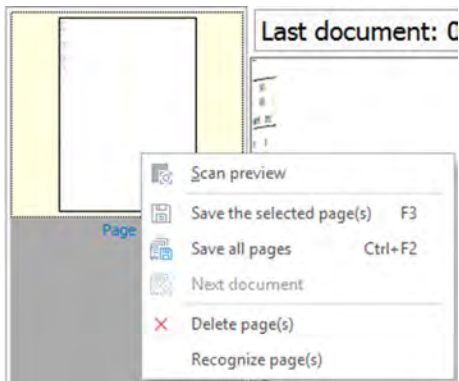 Last document: 0
Page
Scan preview
Save the selected page(s) F3
Save all pages Ctrl+F2
Next document
Delete page(s)
Recognize page(s)